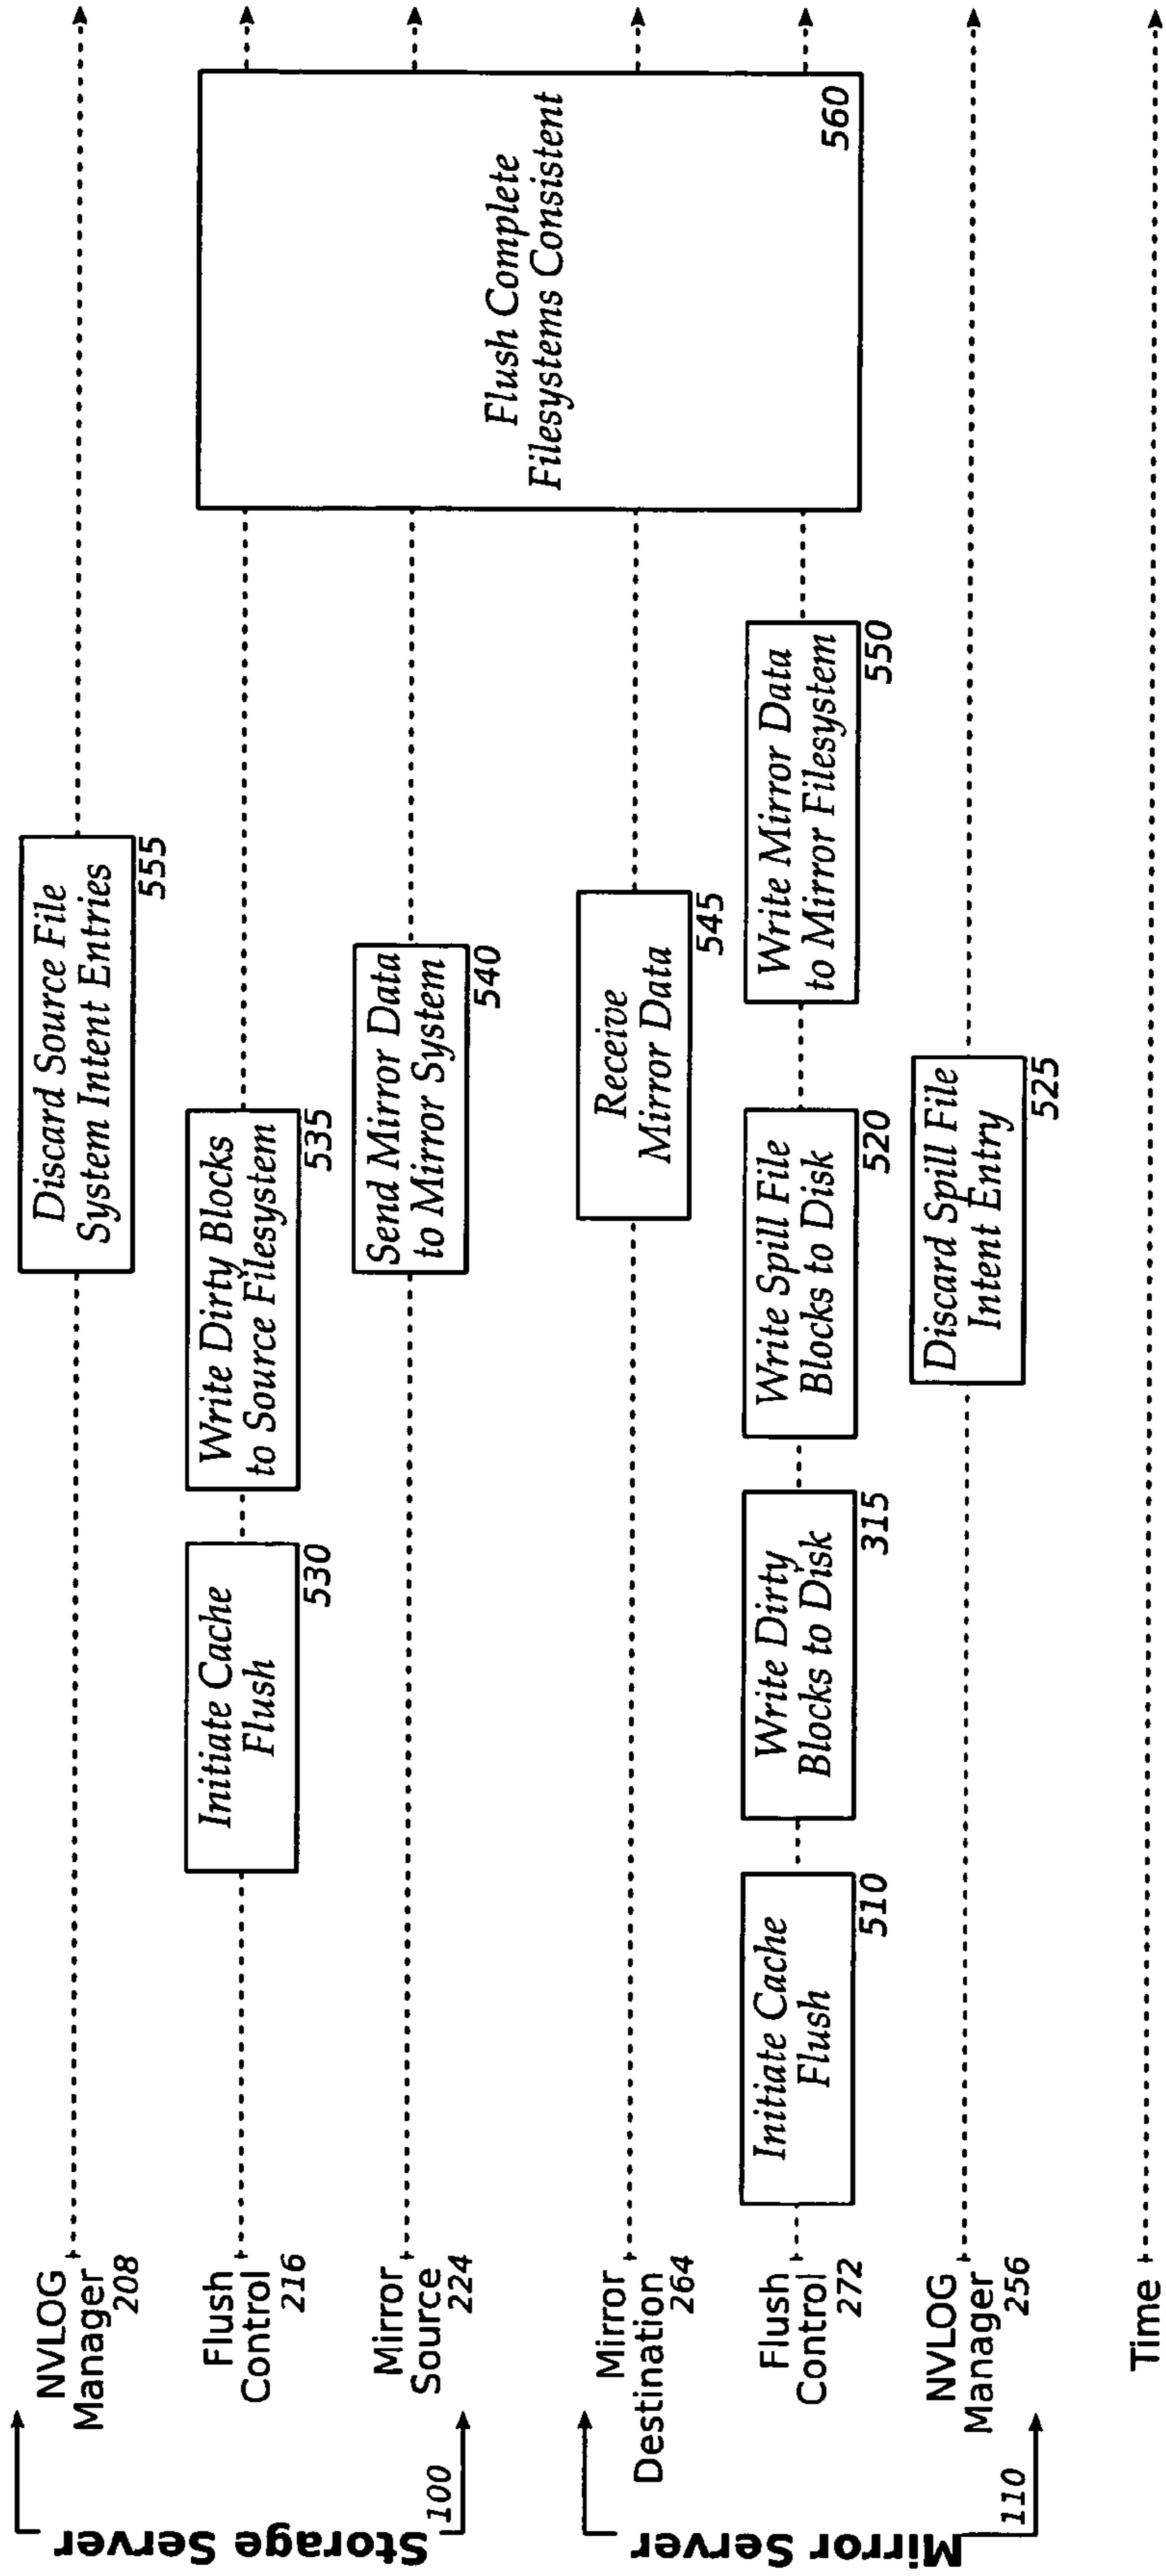 Storage Server
100
NVLOG
Manager
208
Discard Source File
System Intent Entries
555
Flush
Control
216
Initiate Cache
Flush
530
Write Dirty Blocks
to Source Filesystem
535
Mirror
Source
224
Send Mirror Data
to Mirror System
540
Flush Complete
Filesystems Consistent
560
Mirror Server
110
Mirror
Destination
264
Receive
Mirror Data
545
Flush
Control
272
Initiate Cache
Flush
510
Write Dirty
Blocks to Disk
315
Write Spill File
Blocks to Disk
520
Write Mirror Data
to Mirror Filesystem
550
NVLOG
Manager
256
Discard Spill File
Intent Entry
525
Time